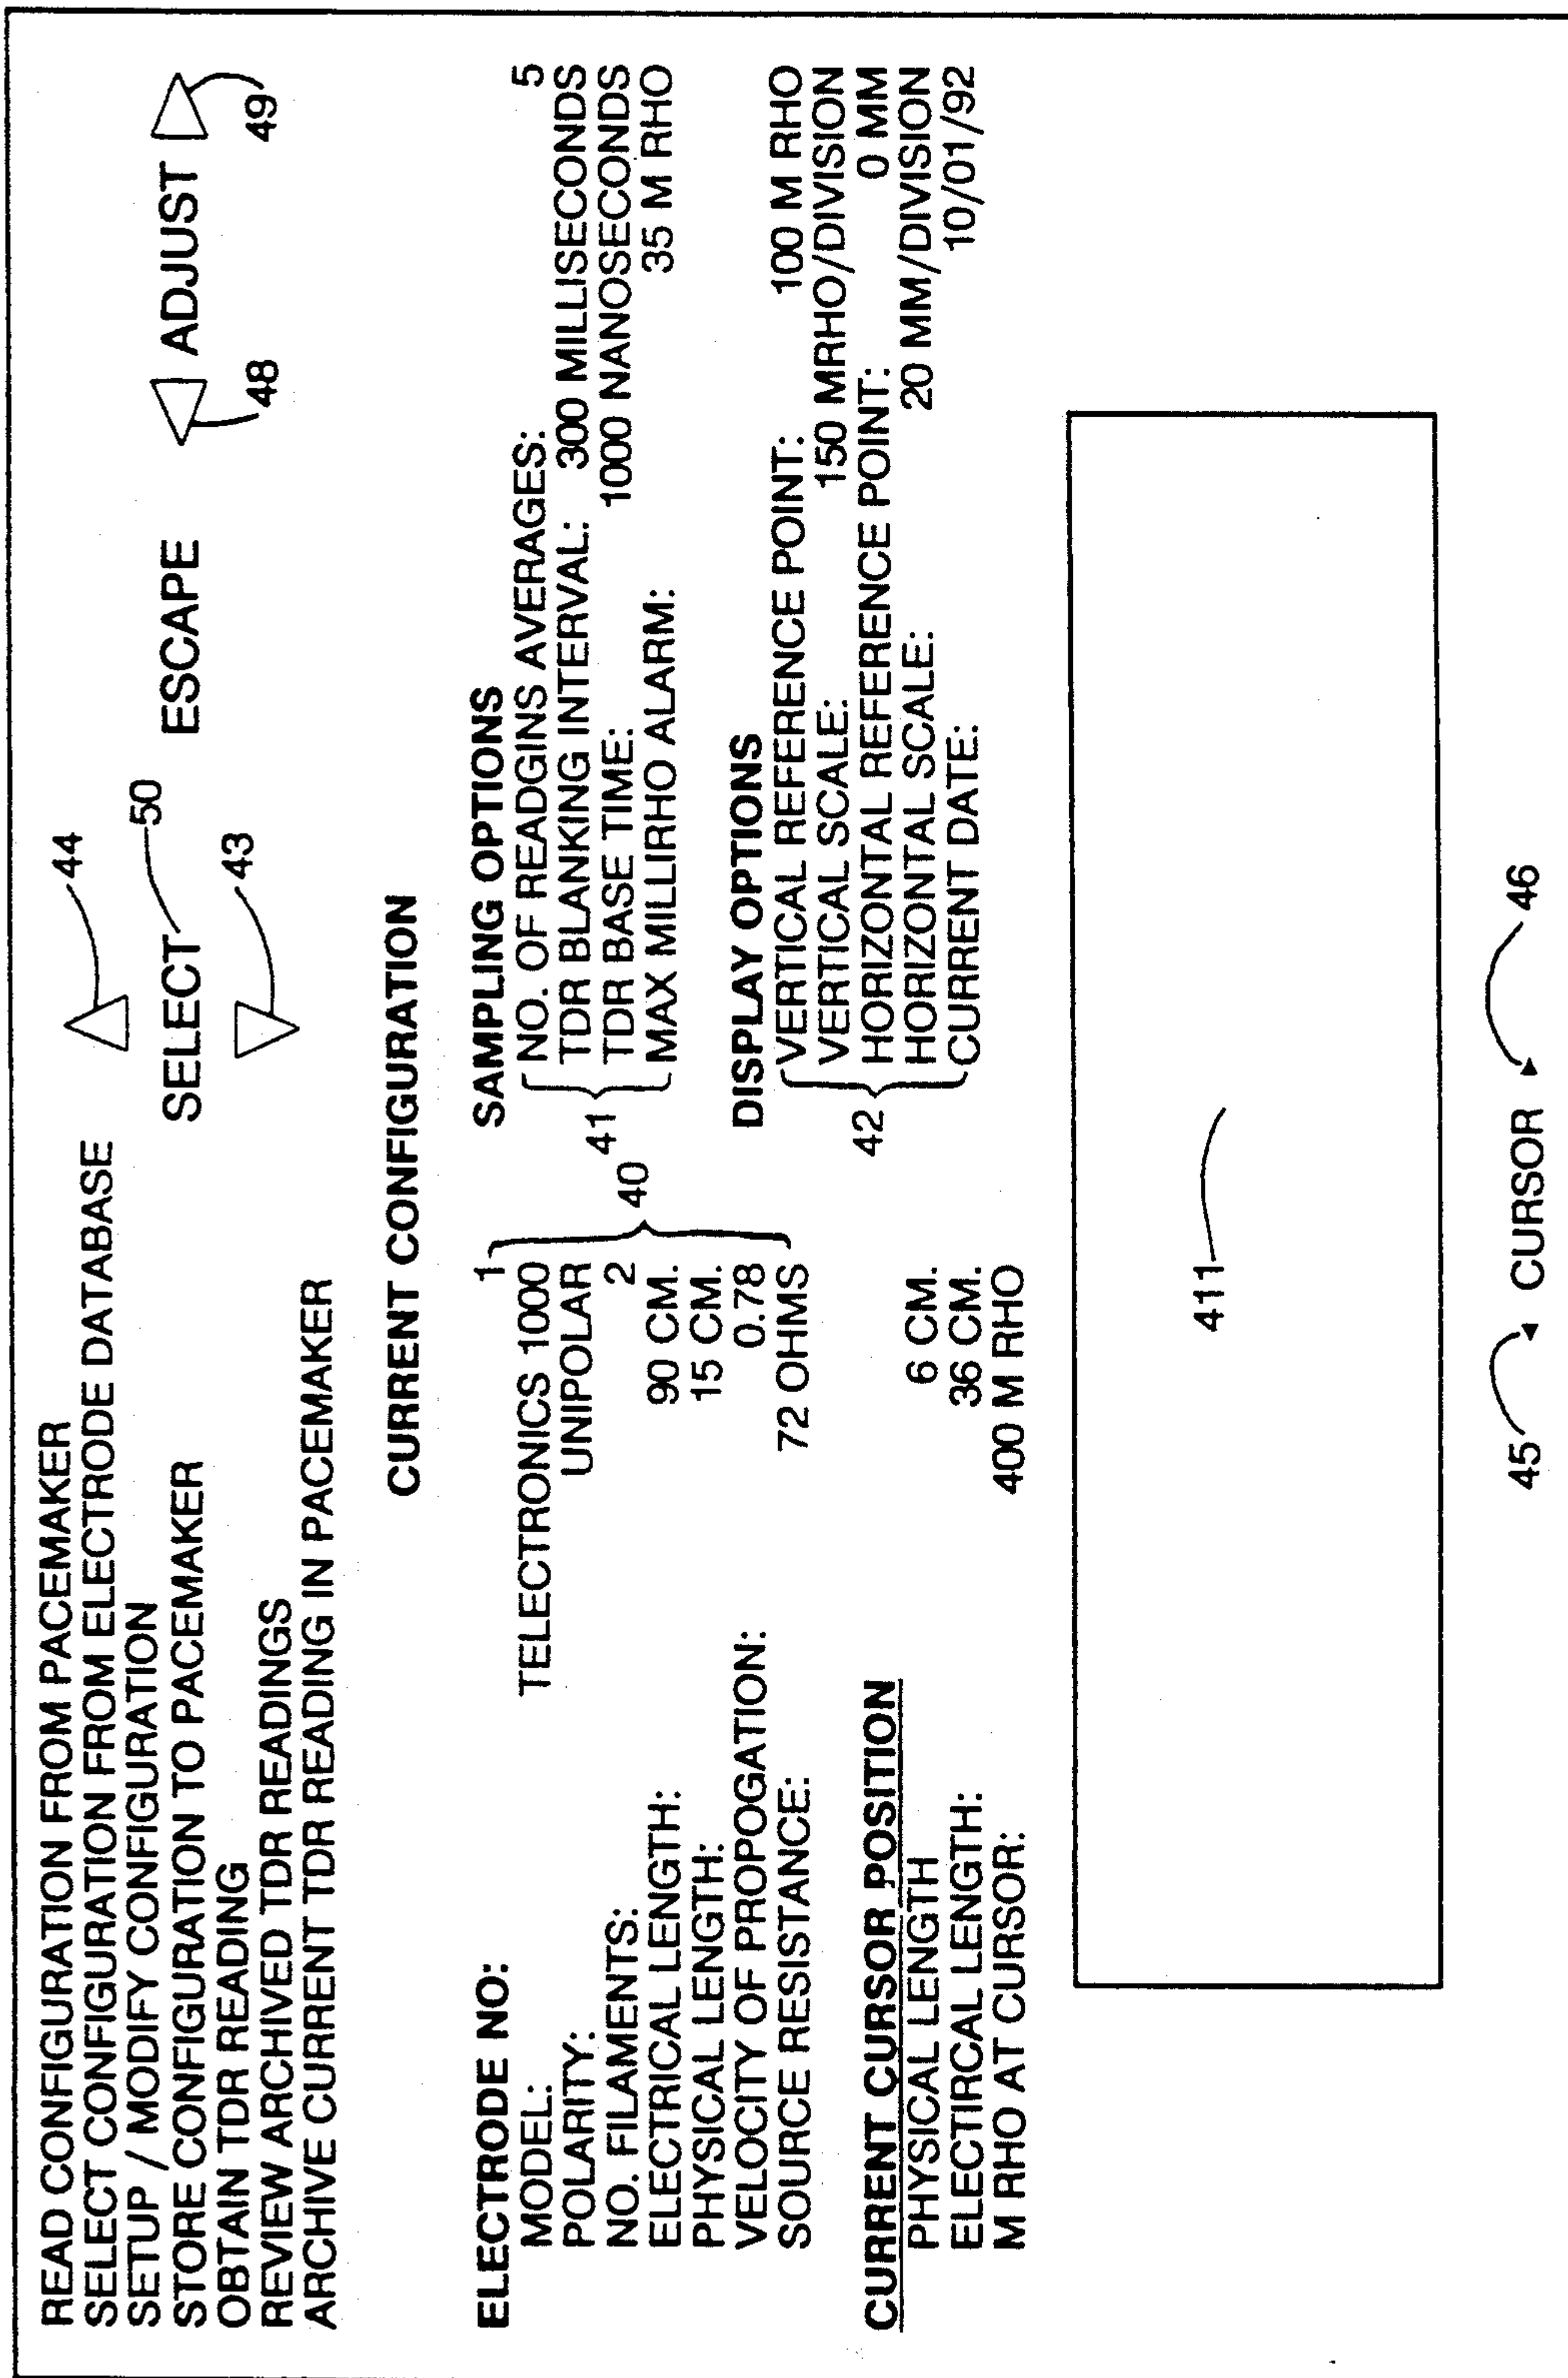 READ CONFIGURATION FROM PACEMAKER
SELECT CONFIGURATION FROM ELECTRODE DATABASE
SETUP / MODIFY CONFIGURATION
STORE CONFIGURATION TO PACEMAKER
OBTAIN TDR READING
REVIEW ARCHIVED TDR READINGS
ARCHIVE CURRENT TDR READING IN PACEMAKER
44
SELECT 50 ESCAPE ADJUST
43 48 49
CURRENT CONFIGURATION
ELECTRODE NO: 1
MODEL: TELECTRONICS 1000
POLARITY: UNIPOLAR
NO. FILAMENTS: 2
ELECTRICAL LENGTH: 90 CM.
PHYSICAL LENGTH: 15 CM.
VELOCITY OF PROPOGATION: 0.78
SOURCE RESISTANCE: 72 OHMS
40
CURRENT CURSOR POSITION
PHYSICAL LENGTH 6 CM.
ELECTIRCAL LENGTH: 36 CM.
M RHO AT CURSOR: 400 M RHO
SAMPLING OPTIONS
NO. OF READGINS AVERAGES: 5
TDR BLANKING INTERVAL: 300 MILLISECONDS
TDR BASE TIME: 1000 NANOSECONDS
MAX MILLIRHO ALARM: 35 M RHO
41
DISPLAY OPTIONS
VERTICAL REFERENCE POINT: 100 M RHO
VERTICAL SCALE: 150 MRHO/DIVISION
HORIZONTAL REFERENCE POINT: 0 MM
HORIZONTAL SCALE: 20 MM/DIVISION
CURRENT DATE: 10/01/92
42
411
45 CURSOR 46